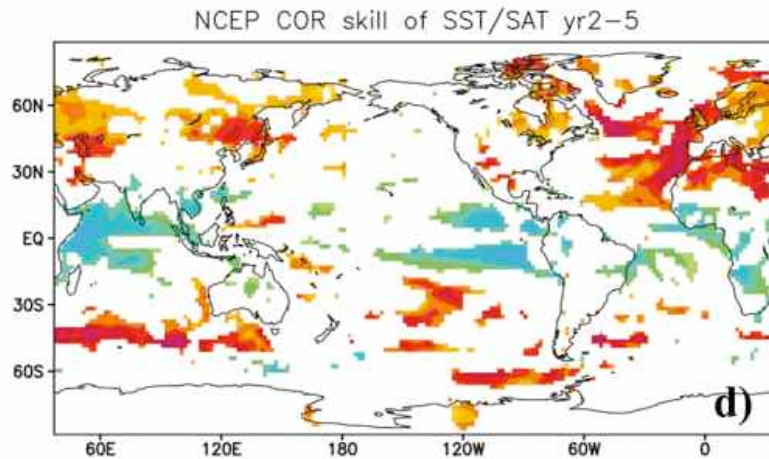 NCEP COR skill of SST/SAT yr2-5
60N
30N
EQ
30S
60S
d)
60E 120E 180 120W 60W 0